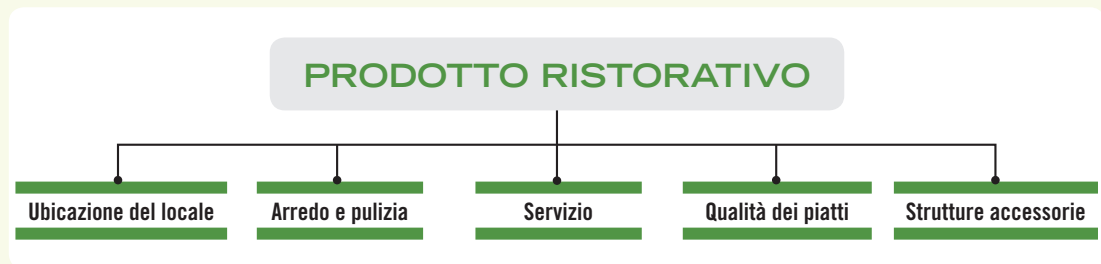 PRODOTTO RISTORATIVO
Ubicazione del locale
Arredo e pulizia
Servizio
Qualità dei piatti
Strutture accessorie